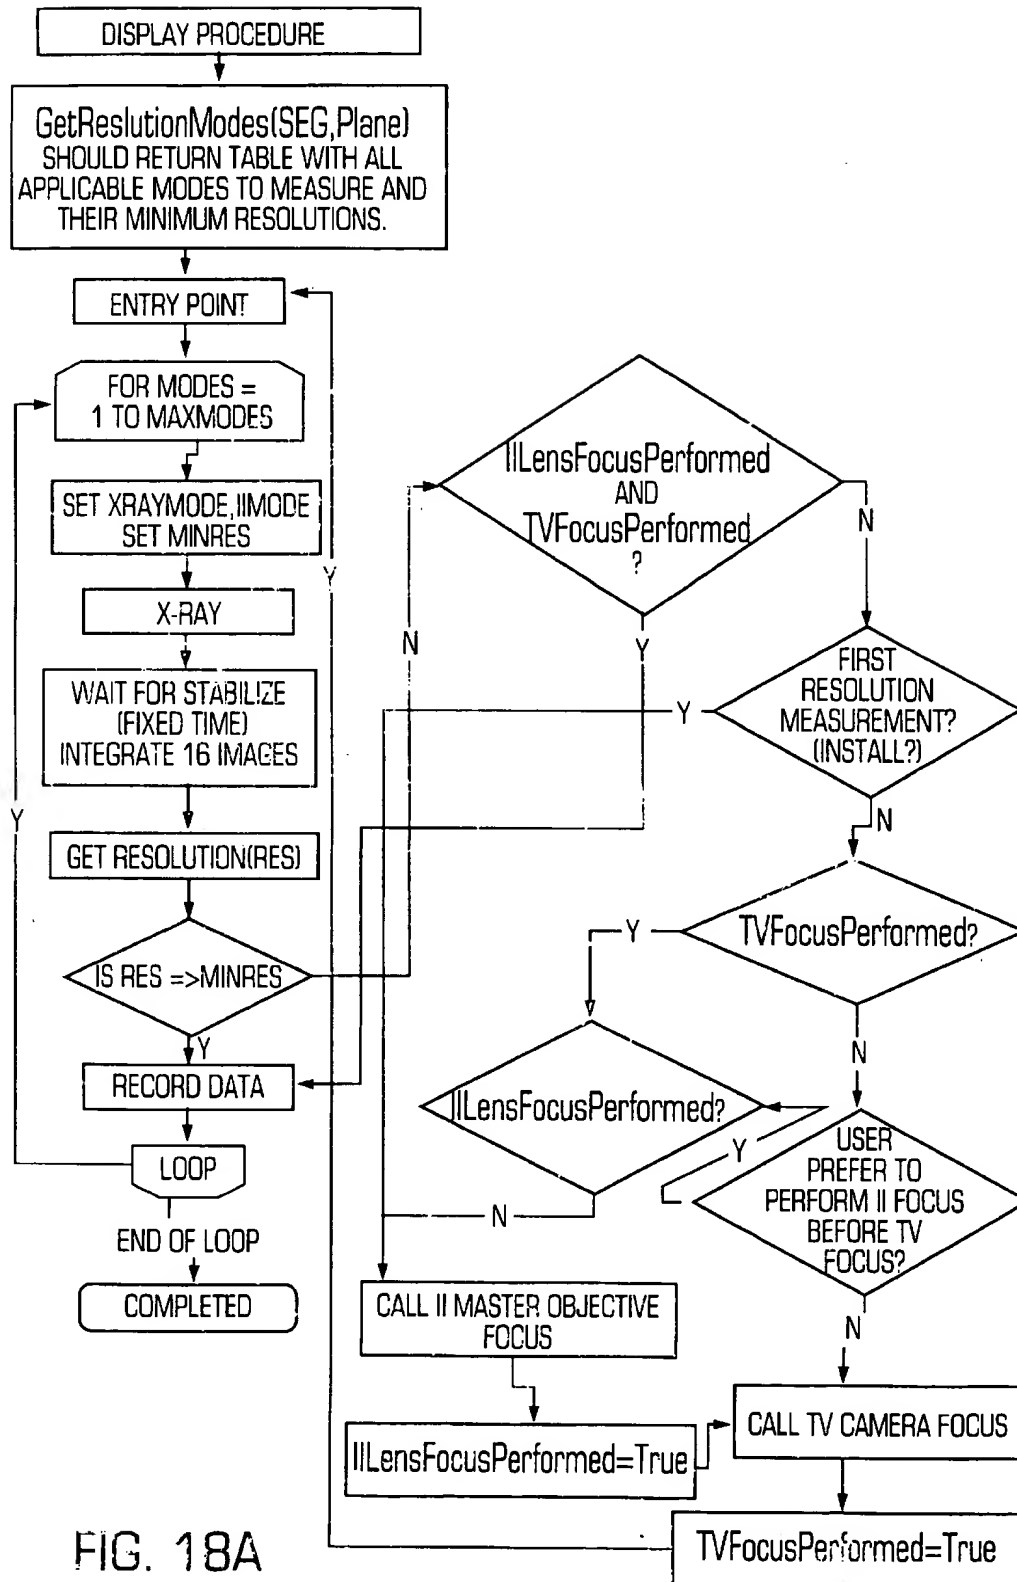 DISPLAY PROCEDURE
GetReslutionModes(SEG,Plane)
SHOULD RETURN TABLE WITH ALL
APPLICABLE MODES TO MEASURE AND
THEIR MINIMUM RESOLUTIONS.
ENTRY POINT
FOR MODES =
1 TO MAXMODES
SET XRAYMODE,IIMODE
SET MINRES
X-RAY
WAIT FOR STABILIZE
(FIXED TIME)
INTEGRATE 16 IMAGES
GET RESOLUTION(RES)
IS RES =>MINRES
Y
RECORD DATA
LOOP
END OF LOOP
COMPLETED
Y
Y
N
IILensFocusPerformed
AND
TVFocusPerformed
?
N
Y
FIRST
RESOLUTION
MEASUREMENT?
(INSTALL?)
Y
N
TVFocusPerformed?
Y
N
IILensFocusPerformed?
N
USER
PREFER TO
PERFORM II FOCUS
BEFORE TV
FOCUS?
Y
N
CALL II MASTER OBJECTIVE
FOCUS
IILensFocusPerformed=True
CALL TV CAMERA FOCUS
TVFocusPerformed=True
FIG. 18A